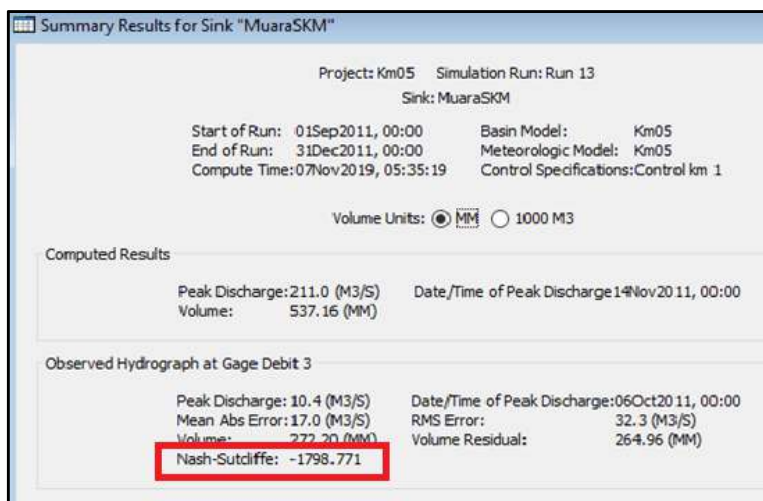 Summary Results for Sink "MuaraSKM"
Project: Km05 Simulation Run: Run 13
Sink: MuaraSKM
Start of Run: 01Sep2011, 00:00 Basin Model: Km05
End of Run: 31Dec2011, 00:00 Meteorologic Model: Km05
Compute Time:07Nov2019, 05:35:19 Control Specifications:Control km 1
Volume Units: MM 1000 M3
Computed Results
Peak Discharge:211.0 (M3/S) Date/Time of Peak Discharge14Nov2011, 00:00
Volume: 537.16 (MM)
Observed Hydrograph at Gage Debit 3
Peak Discharge:10.4 (M3/S) Date/Time of Peak Discharge:06Oct2011, 00:00
Mean Abs Error:17.0 (M3/S) RMS Error: 32.3 (M3/S)
Volume: 272.20 (MM) Volume Residual: 264.96 (MM)
Nash-Sutcliffe: -1798.771